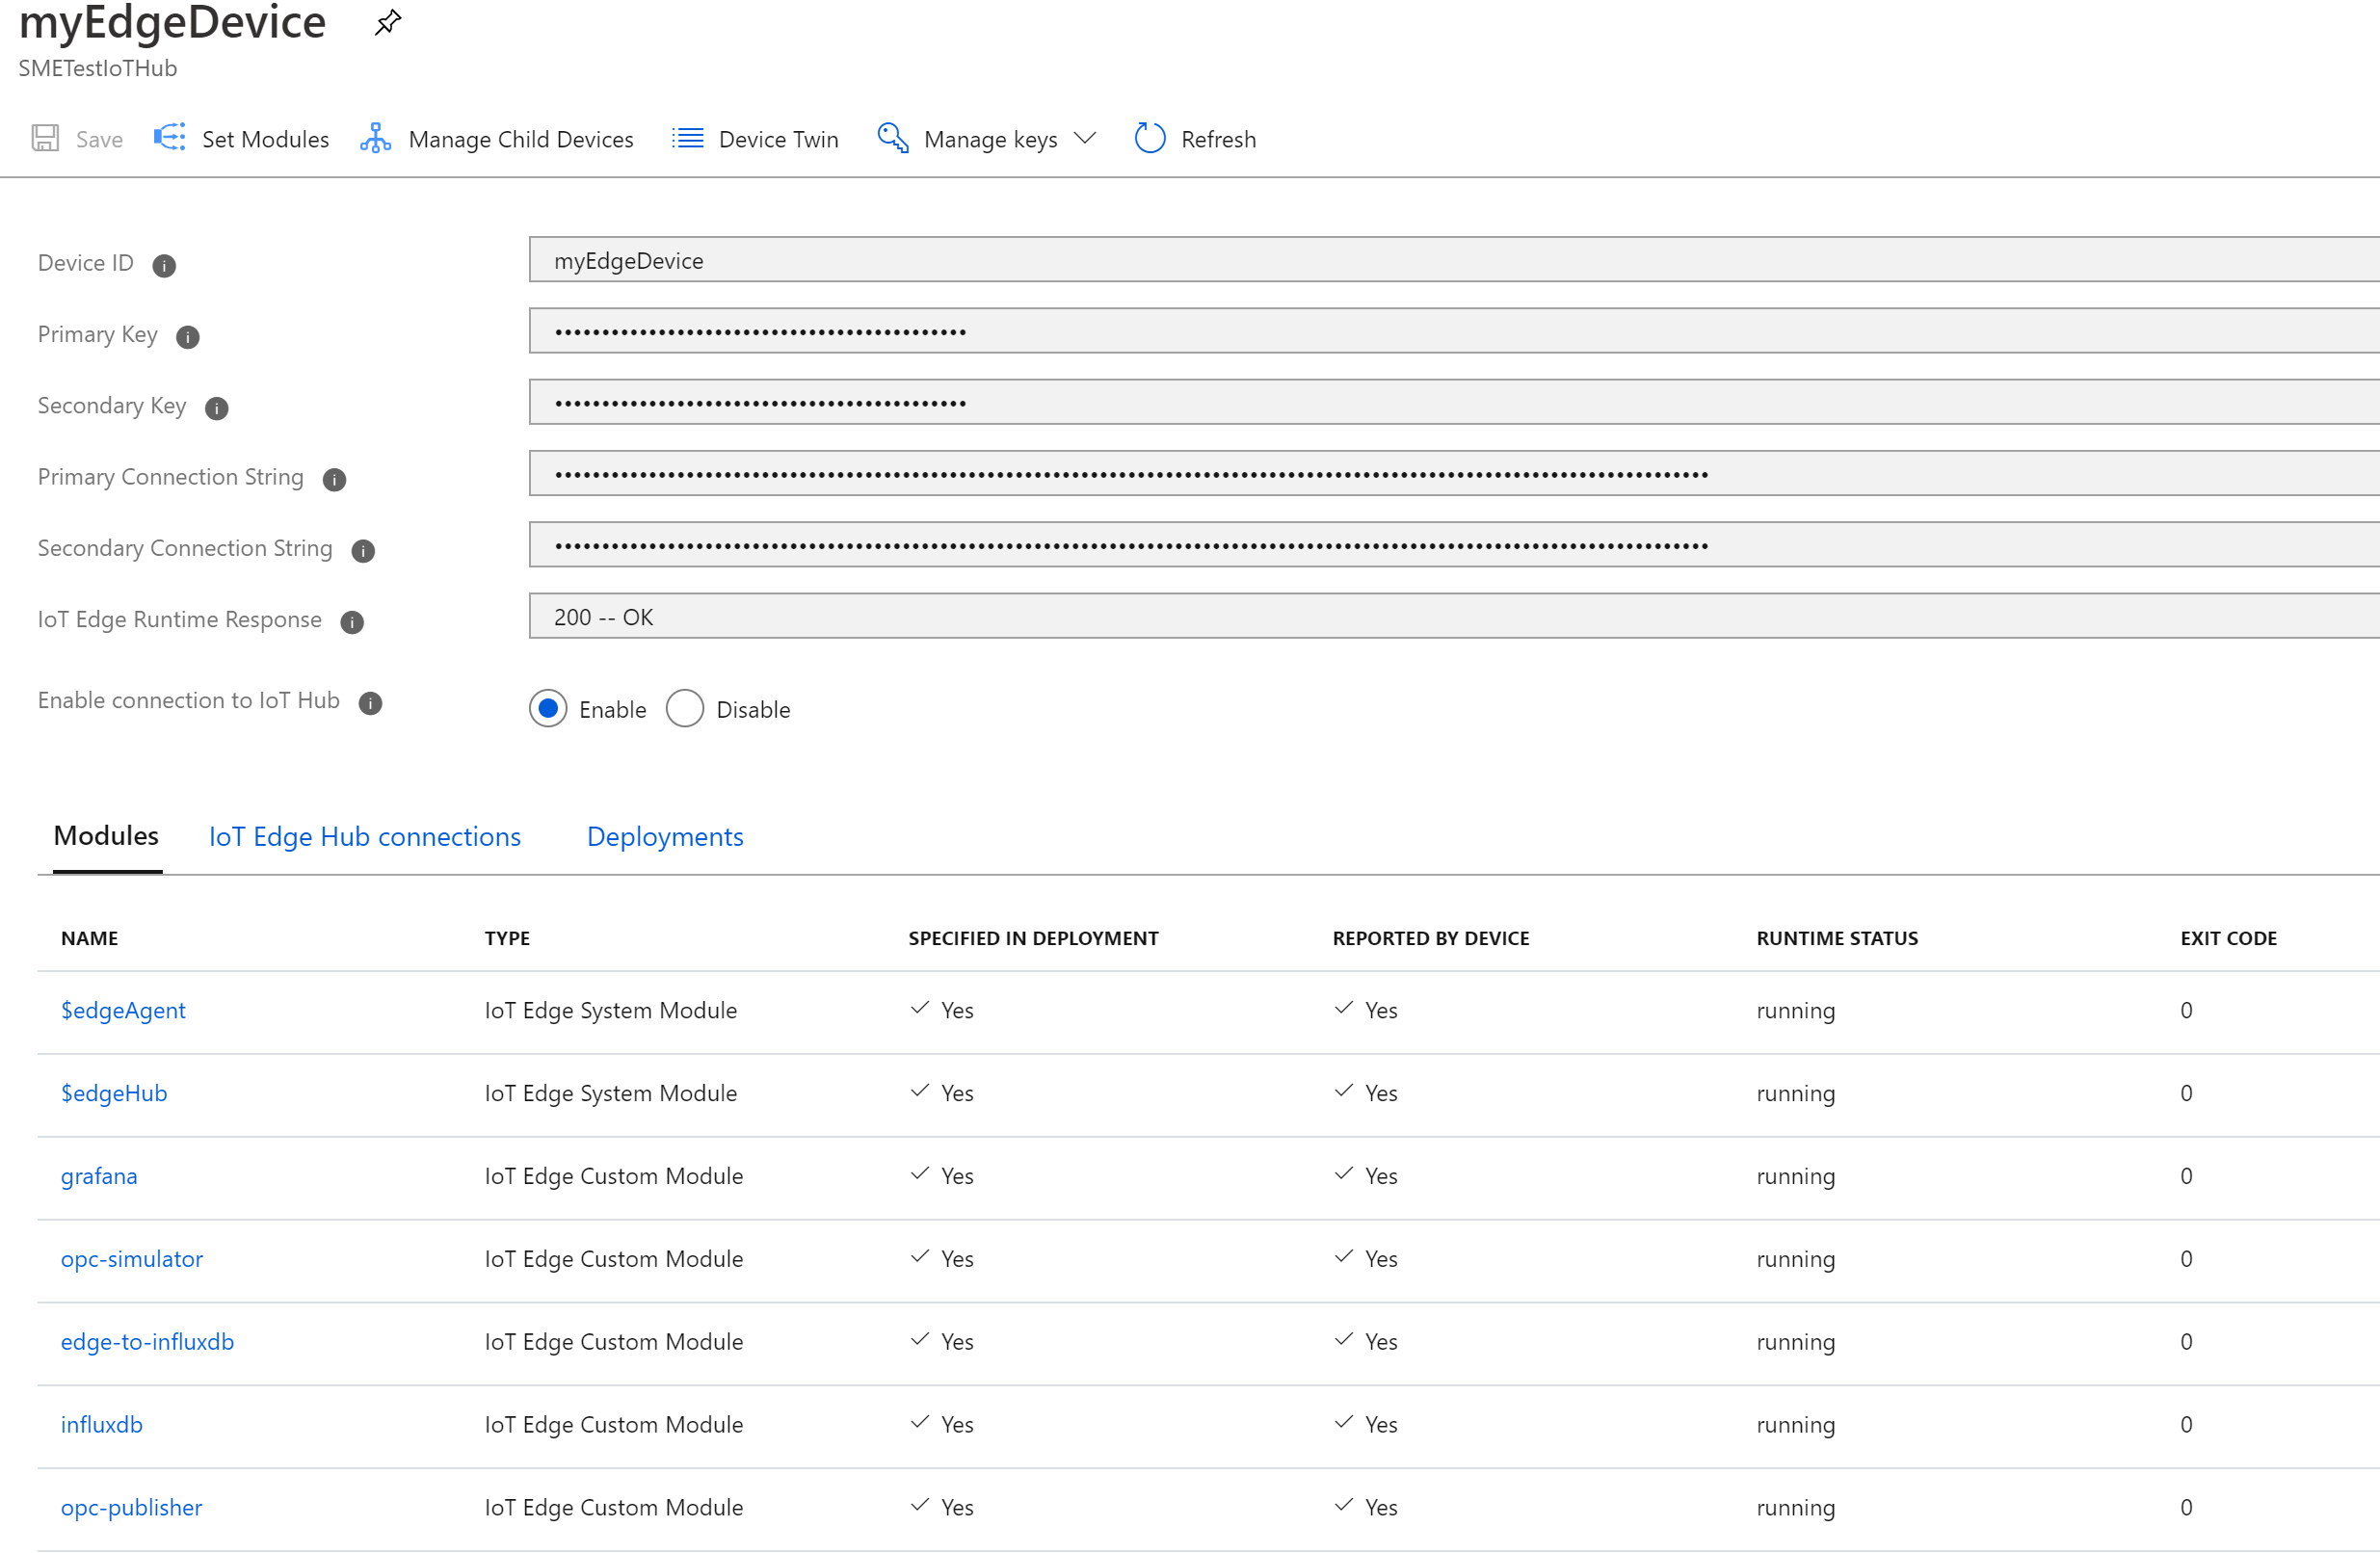 myEdgeDevice
SMETestIoTHub
Save Set Modules Manage Child Devices Device Twin Manage keys Refresh
Device ID myEdgeDevice
Primary Key ••••••••••••••••••••••••••••••••••••••••••••
Secondary Key ••••••••••••••••••••••••••••••••••••••••••••
Primary Connection String ••••••••••••••••••••••••••••••••••••••••••••••••••••••••••••••••••••••••••••••••••••••••••••••••••••••••••••••••••••••••••••
Secondary Connection String ••••••••••••••••••••••••••••••••••••••••••••••••••••••••••••••••••••••••••••••••••••••••••••••••••••••••••••••••••••••••••••
IoT Edge Runtime Response 200 -- OK
Enable connection to IoT Hub Enable Disable
Modules IoT Edge Hub connections Deployments
NAME TYPE SPECIFIED IN DEPLOYMENT REPORTED BY DEVICE RUNTIME STATUS EXIT CODE
$edgeAgent IoT Edge System Module Yes Yes running 0
$edgeHub IoT Edge System Module Yes Yes running 0
grafana IoT Edge Custom Module Yes Yes running 0
opc-simulator IoT Edge Custom Module Yes Yes running 0
edge-to-influxdb IoT Edge Custom Module Yes Yes running 0
influxdb IoT Edge Custom Module Yes Yes running 0
opc-publisher IoT Edge Custom Module Yes Yes running 0